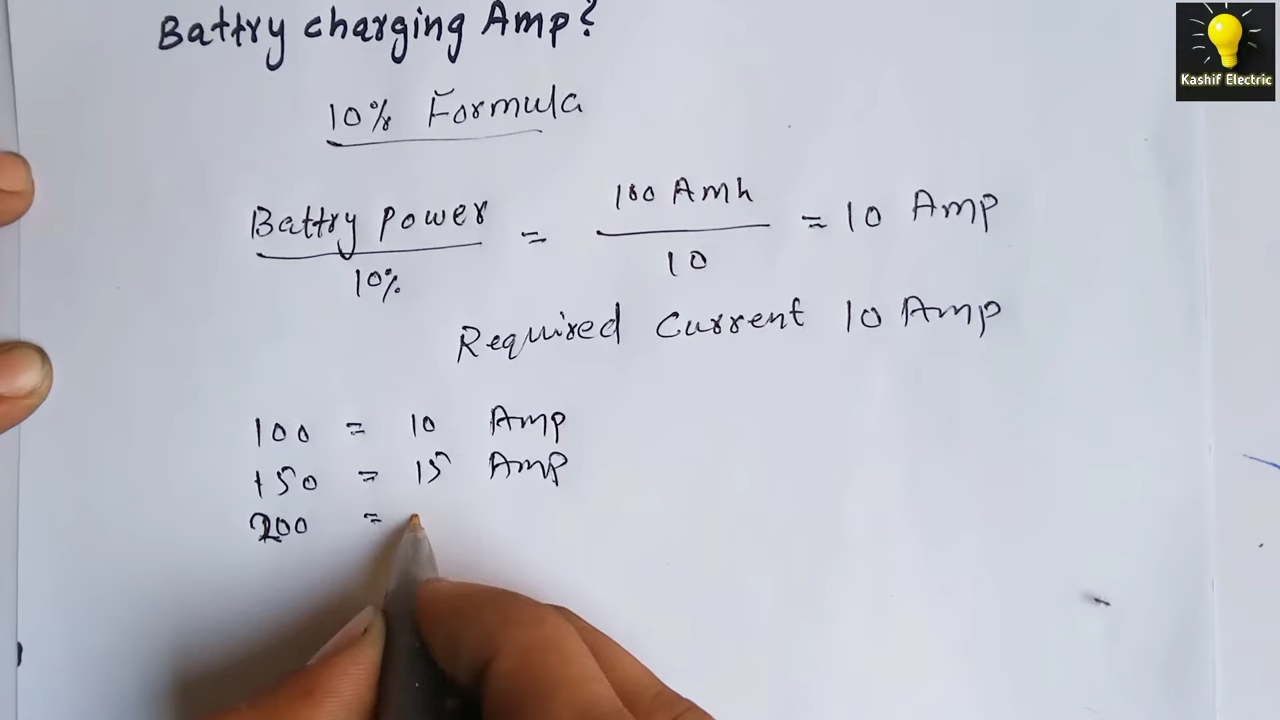 Battry charging Amp?
Kashif Electric
10% Formula
Battry Power / 10% = 100 Amh / 10 = 10 Amp
Required Current 10 Amp
100 = 10 Amp
150 = 15 Amp
200 =